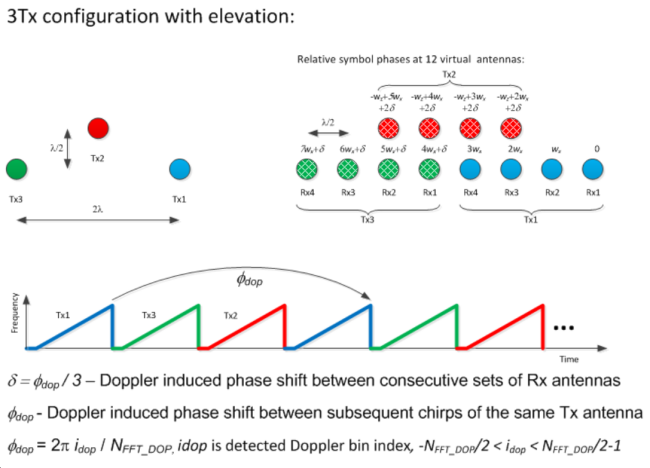 3Tx configuration with elevation:
Relative symbol phases at 12 virtual antennas:
Tx2
-wz+5wx -wz+4wx -wz+3wx -wz+2wx
+2δ +2δ +2δ +2δ
λ/2
7wx+δ 6wx+δ 5wx+δ 4wx+δ 3wx 2wx wx 0
Rx4 Rx3 Rx2 Rx1 Rx4 Rx3 Rx2 Rx1
Tx3 Tx1
λ/2
Tx2
Tx3 Tx1
2λ
ϕdop
Frequency
Tx1 Tx3 Tx2
...
Time
δ = ϕdop / 3 – Doppler induced phase shift between consecutive sets of Rx antennas
ϕdop - Doppler induced phase shift between subsequent chirps of the same Tx antenna
ϕdop = 2π idop / NFFT_DOP, idop is detected Doppler bin index, -NFFT_DOP/2 < idop < NFFT_DOP/2-1